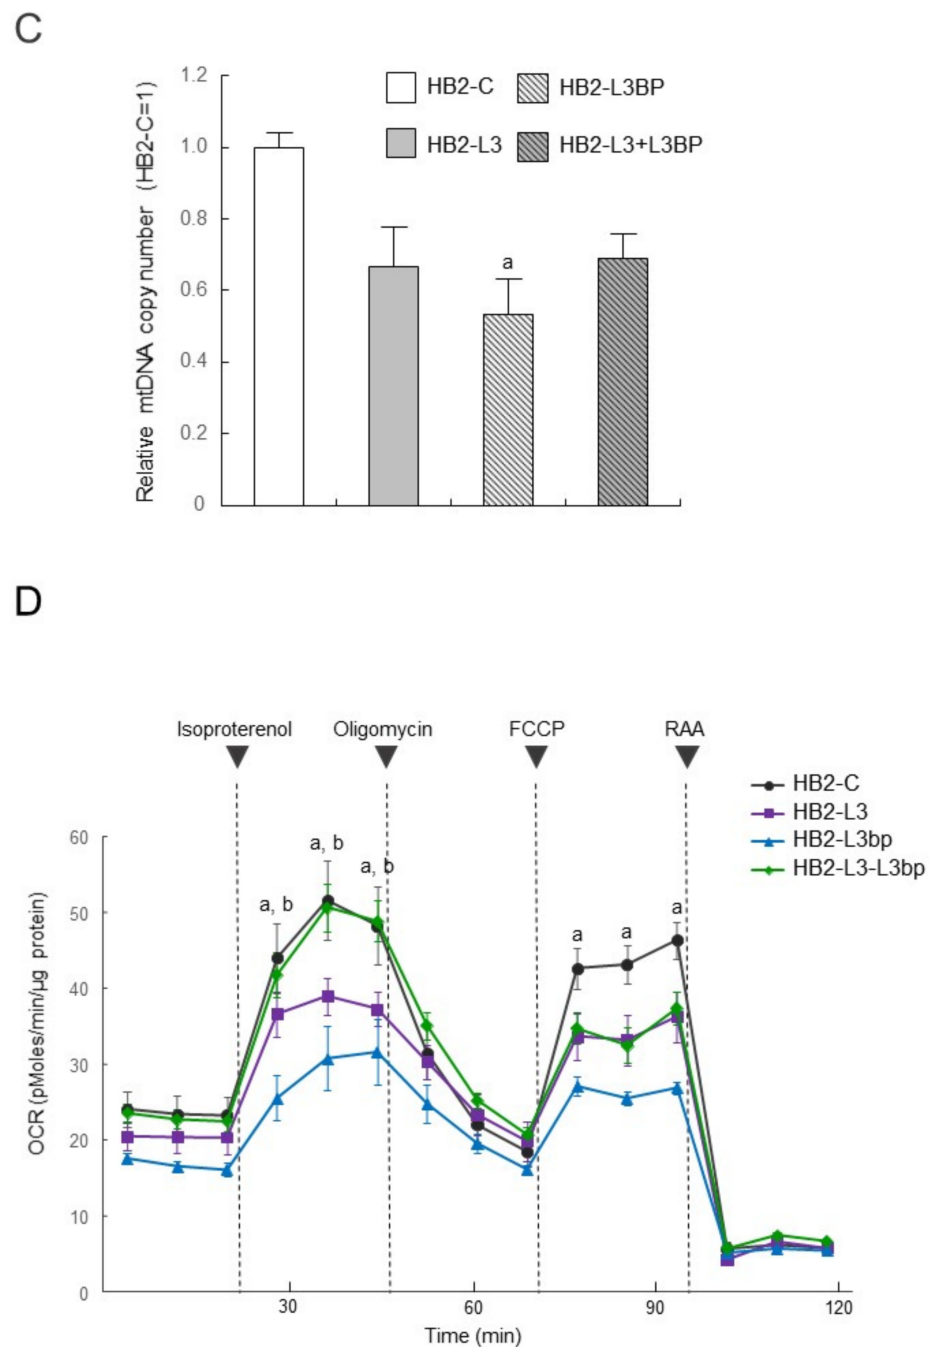 C
Relative mtDNA copy number (HB2-C=1)
1.2
1.0
0.8
0.6
0.4
0.2
0
HB2-C
HB2-L3BP
HB2-L3
HB2-L3+L3BP
a
D
Isoproterenol
Oligomycin
FCCP
RAA
HB2-C
HB2-L3
HB2-L3bp
HB2-L3-L3bp
OCR (pMoles/min/µg protein)
60
50
40
30
20
10
0
a, b
a, b
a, b
a
a
a
30
60
90
120
Time (min)